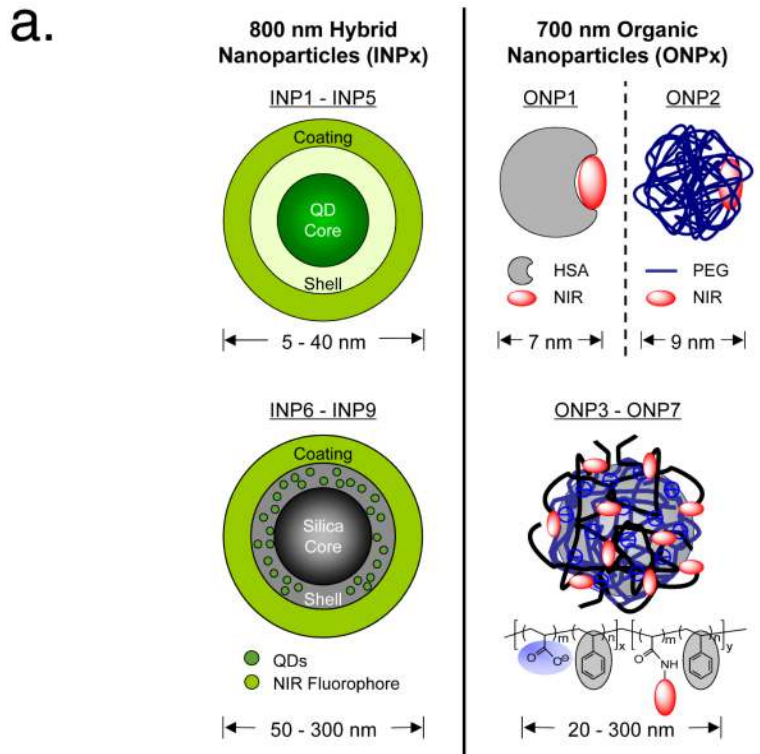 a.
800 nm Hybrid
Nanoparticles (INPx)
INP1 - INP5
Coating
QD
Core
Shell
5 - 40 nm
INP6 - INP9
Coating
Silica
Core
Shell
QDs
NIR Fluorophore
50 - 300 nm
700 nm Organic
Nanoparticles (ONPx)
ONP1
HSA
NIR
7 nm
ONP2
PEG
NIR
9 nm
ONP3 - ONP7
m n x m n y
O O⊖ O NH
20 - 300 nm